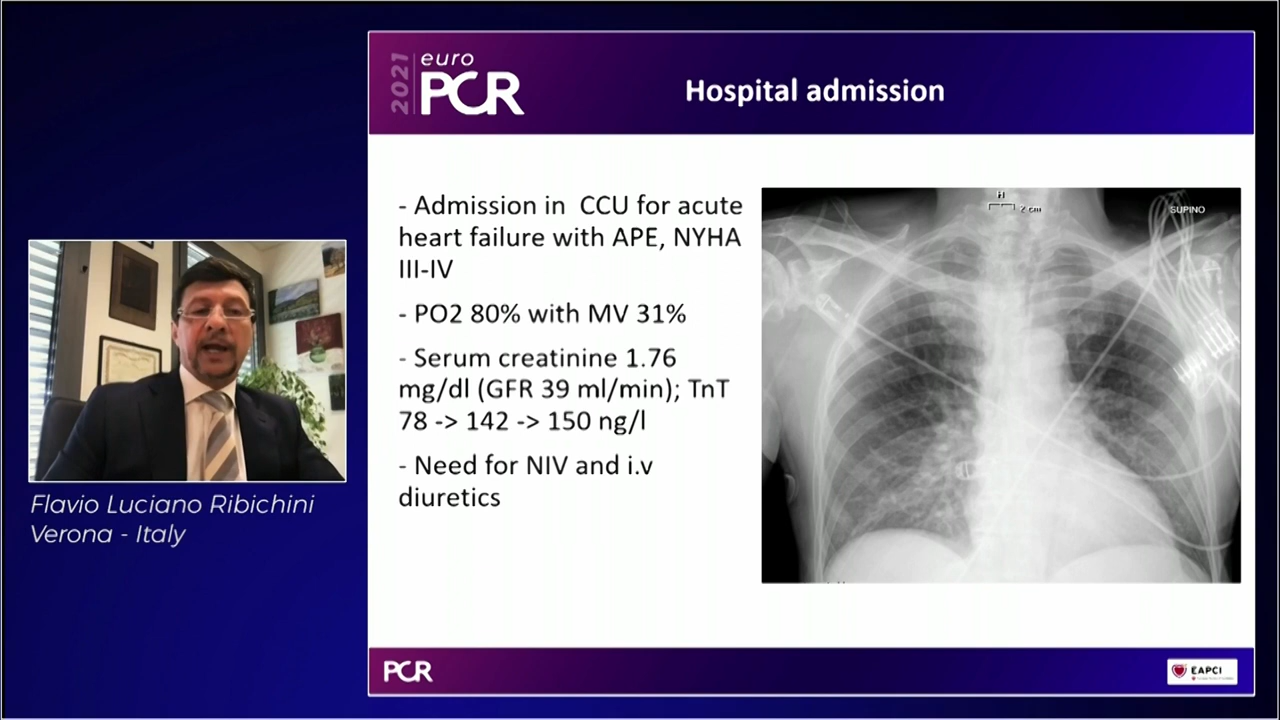 2021
euro
PCR
Hospital admission
- Admission in  CCU for acute
heart failure with APE, NYHA
III-IV
- PO2 80% with MV 31%
- Serum creatinine 1.76
mg/dl (GFR 39 ml/min); TnT
78 -> 142 -> 150 ng/l
- Need for NIV and i.v
diuretics
H
2 cm
SUPINO
Flavio Luciano Ribichini
Verona - Italy
PCR
EAPCI